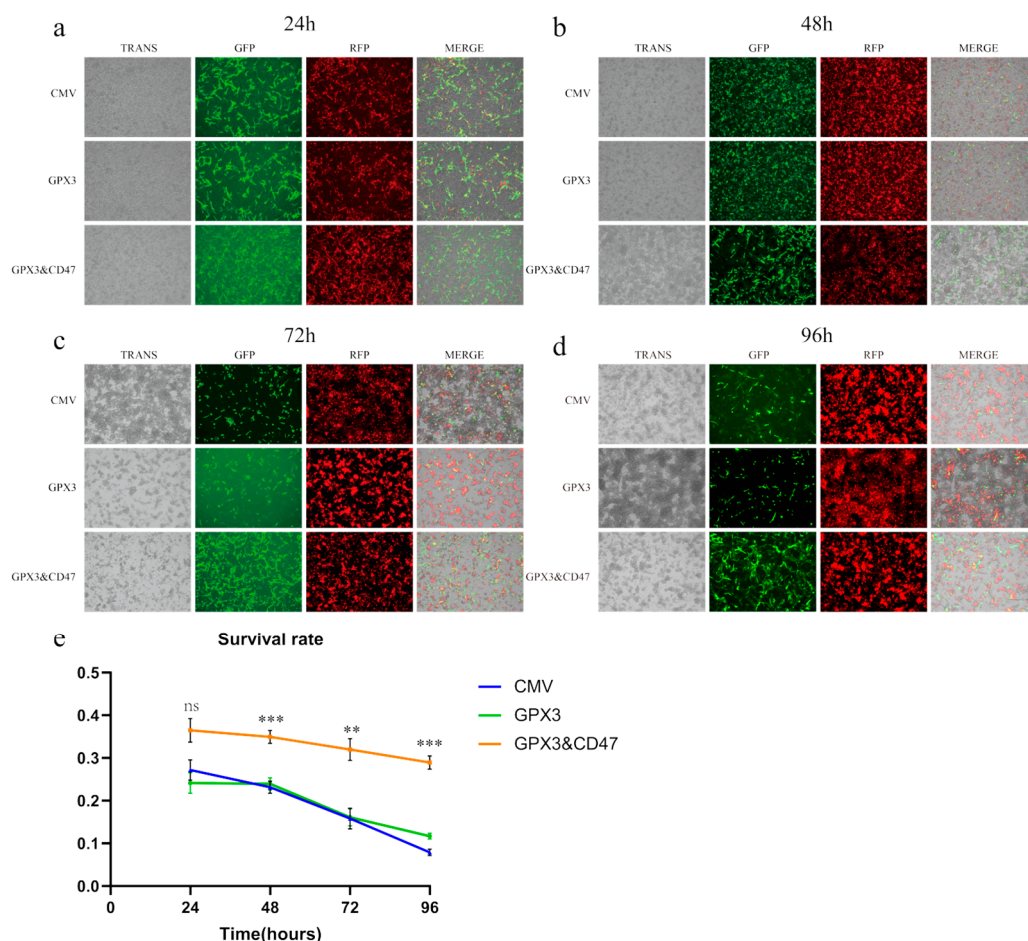 a
24h
TRANS GFP RFP MERGE
CMV
GPX3
GPX3&CD47
b
48h
TRANS GFP RFP MERGE
CMV
GPX3
GPX3&CD47
c
72h
TRANS GFP RFP MERGE
CMV
GPX3
GPX3&CD47
d
96h
TRANS GFP RFP MERGE
CMV
GPX3
GPX3&CD47
e
Survival rate
0.5
0.4
0.3
0.2
0.1
0.0
ns
***
**
***
0 24 48 72 96
Time(hours)
CMV
GPX3
GPX3&CD47